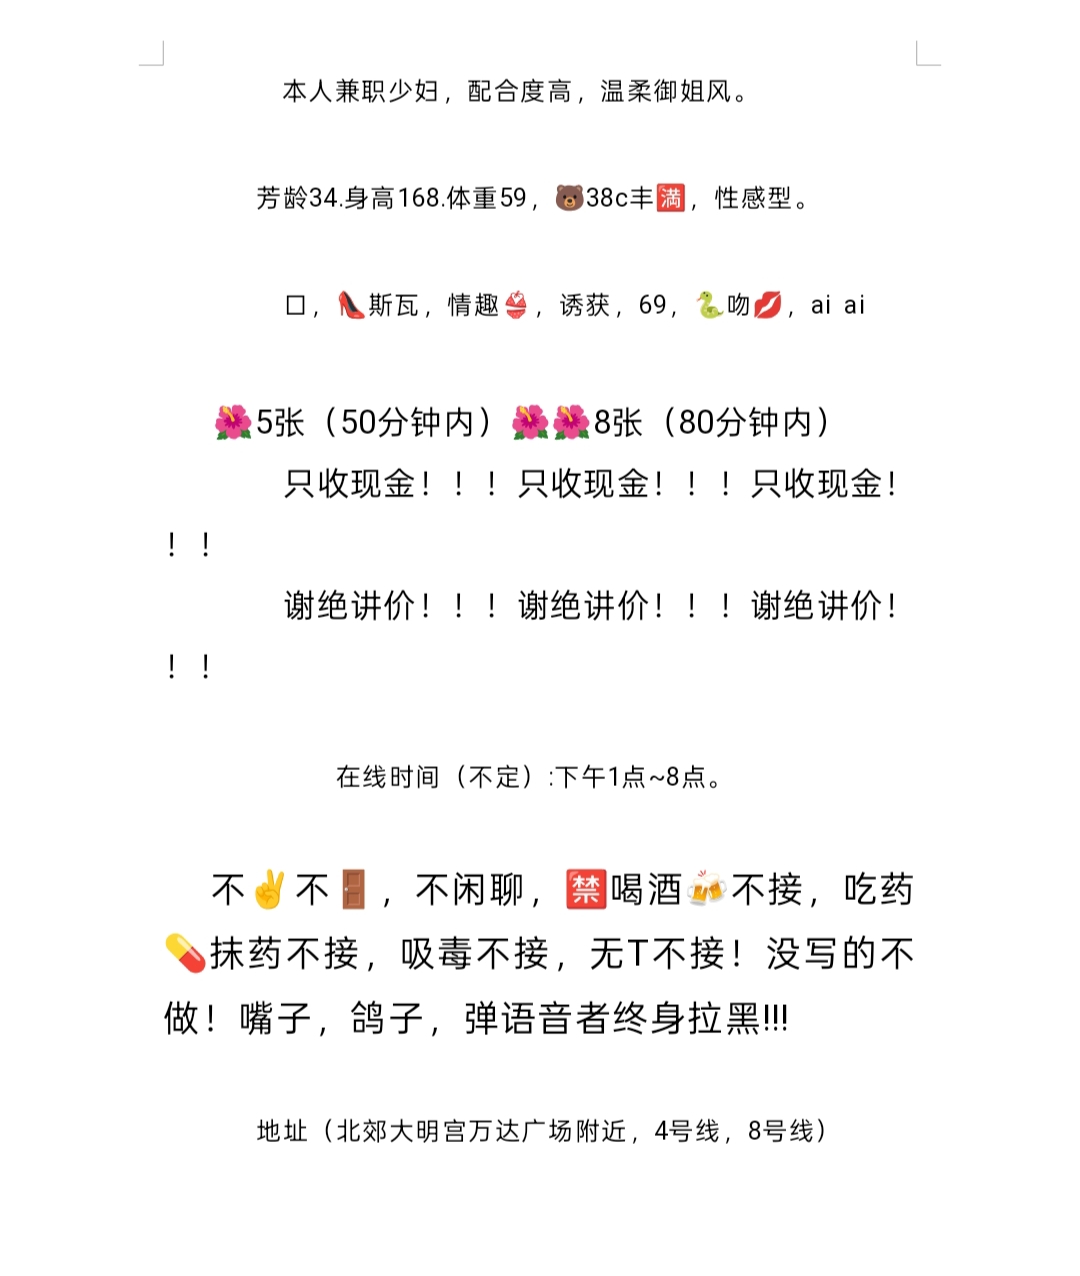 本人兼职少妇，配合度高，温柔御姐风。
芳龄34.身高168.体重59，🐻38c丰🈵，性感型。
口，👠斯瓦，情趣👙，诱获，69，🐍吻💋，ai ai
🌺5张（50分钟内）🌺🌺8张（80分钟内）
只收现金！！！只收现金！！！只收现金！
！！
谢绝讲价！！！谢绝讲价！！！谢绝讲价！
！！
在线时间（不定）:下午1点~8点。
不✌不🚪，不闲聊，🈲喝酒🍻不接，吃药
💊抹药不接，吸毒不接，无T不接！没写的不
做！嘴子，鸽子，弹语音者终身拉黑!!!
地址（北郊大明宫万达广场附近，4号线，8号线）